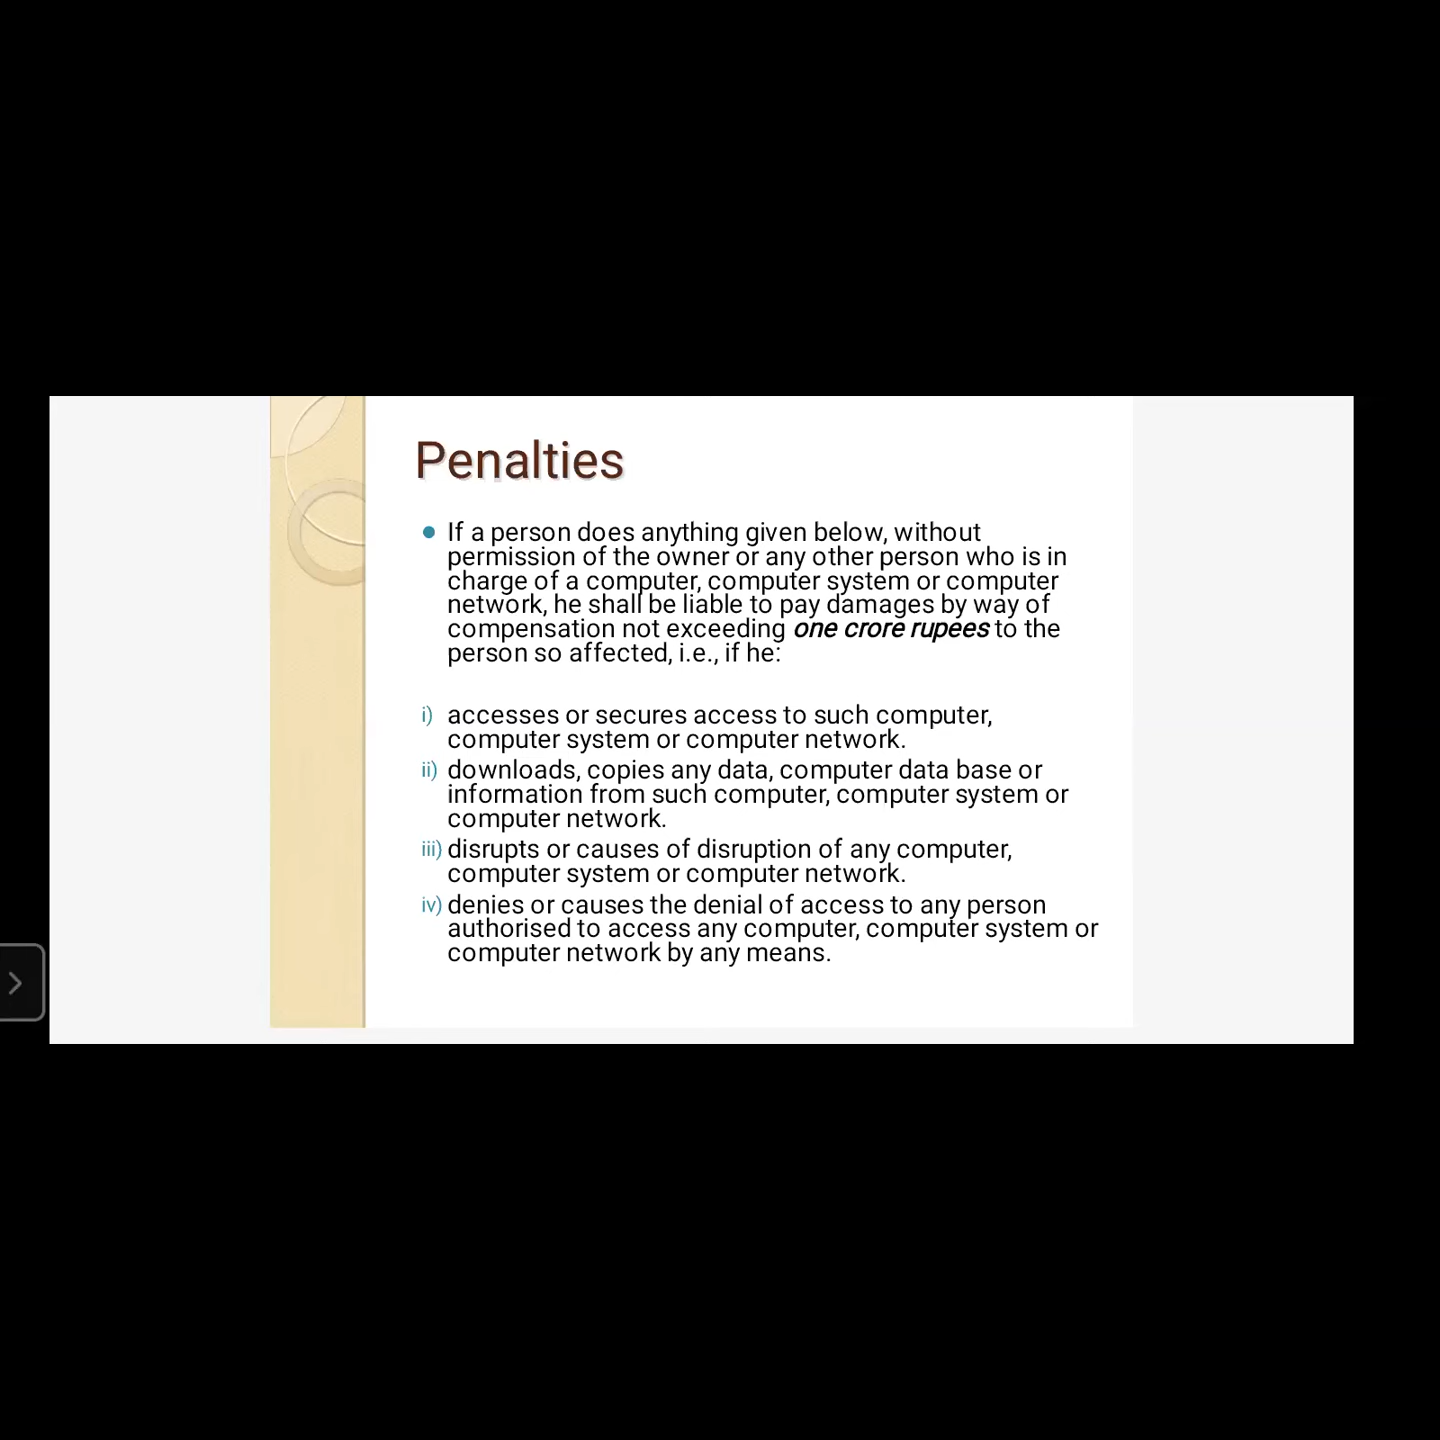 Penalties
● If a person does anything given below, without
permission of the owner or any other person who is in
charge of a computer, computer system or computer
network, he shall be liable to pay damages by way of
compensation not exceeding one crore rupees to the
person so affected, i.e., if he:
i) accesses or secures access to such computer,
computer system or computer network.
ii) downloads, copies any data, computer data base or
information from such computer, computer system or
computer network.
iii) disrupts or causes of disruption of any computer,
computer system or computer network.
iv) denies or causes the denial of access to any person
authorised to access any computer, computer system or
computer network by any means.